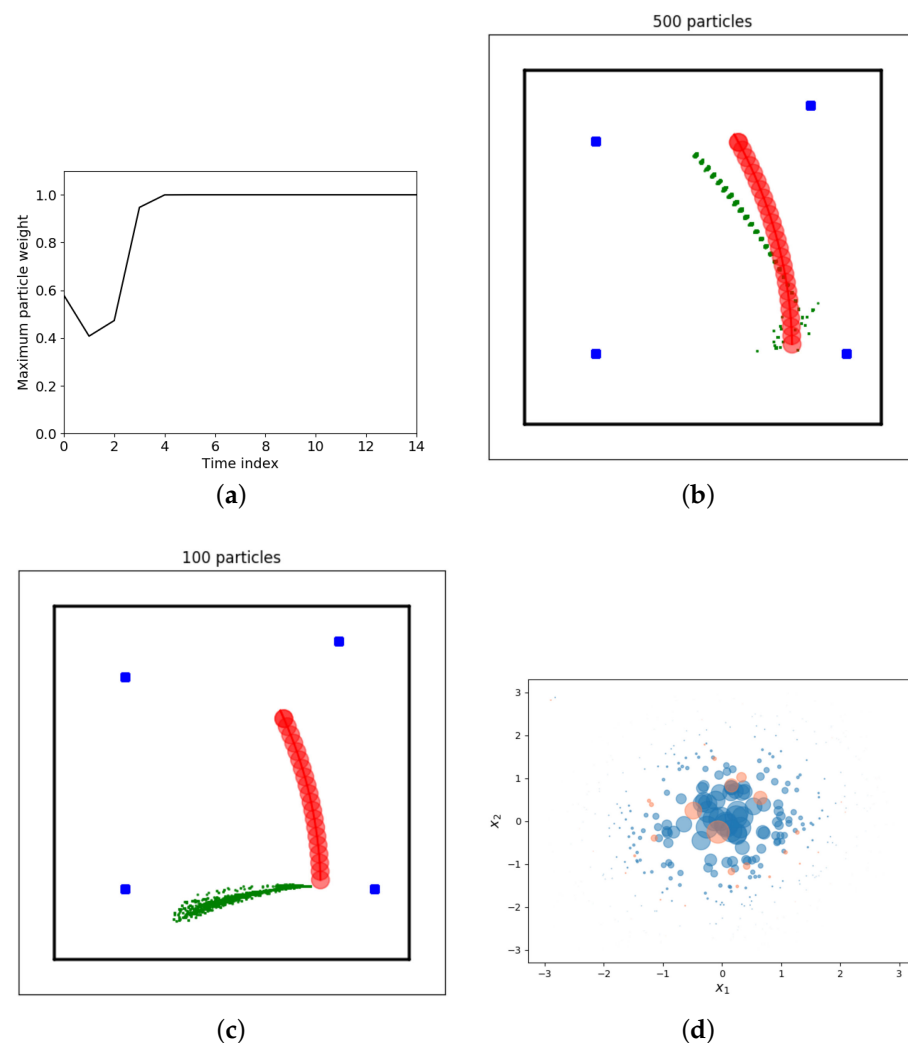 500 particles
1.0
0.8
0.6
0.4
0.2
0.0
Maximum particle weight
0 2 4 6 8 10 12 14
Time index
(a)
(b)
100 particles
3
2
1
0
−1
−2
−3
x₂
−3 −2 −1 0 1 2 3
x₁
(c)
(d)